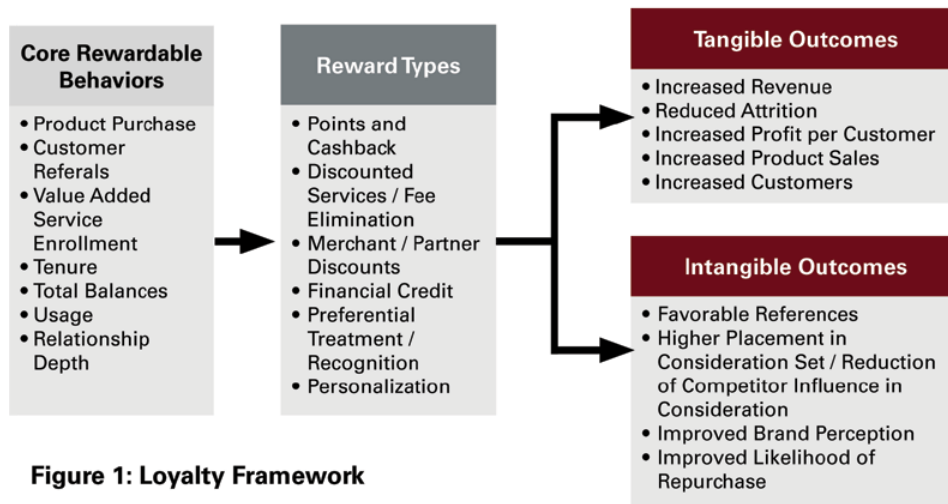 Core Rewardable
Behaviors
• Product Purchase
• Customer
Referals
• Value Added
Service
Enrollment
• Tenure
• Total Balances
• Usage
• Relationship
Depth
Reward Types
• Points and
Cashback
• Discounted
Services / Fee
Elimination
• Merchant / Partner
Discounts
• Financial Credit
• Preferential
Treatment /
Recognition
• Personalization
Tangible Outcomes
• Increased Revenue
• Reduced Attrition
• Increased Profit per Customer
• Increased Product Sales
• Increased Customers
Intangible Outcomes
• Favorable References
• Higher Placement in
Consideration Set / Reduction
of Competitor Influence in
Consideration
• Improved Brand Perception
• Improved Likelihood of
Repurchase
Figure 1: Loyalty Framework